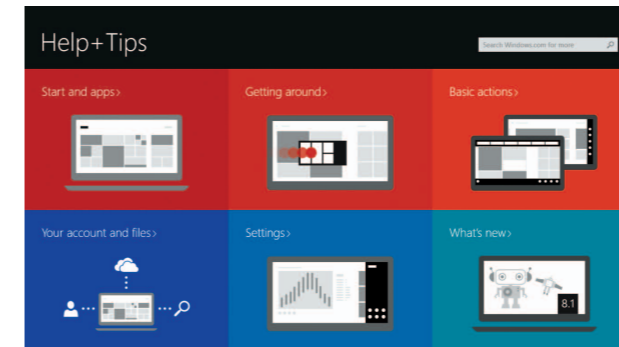 Help+Tips
Search Windows.com for more
Start and apps›
Getting around›
Basic actions›
Your account and files›
Settings›
What's new›
8.1